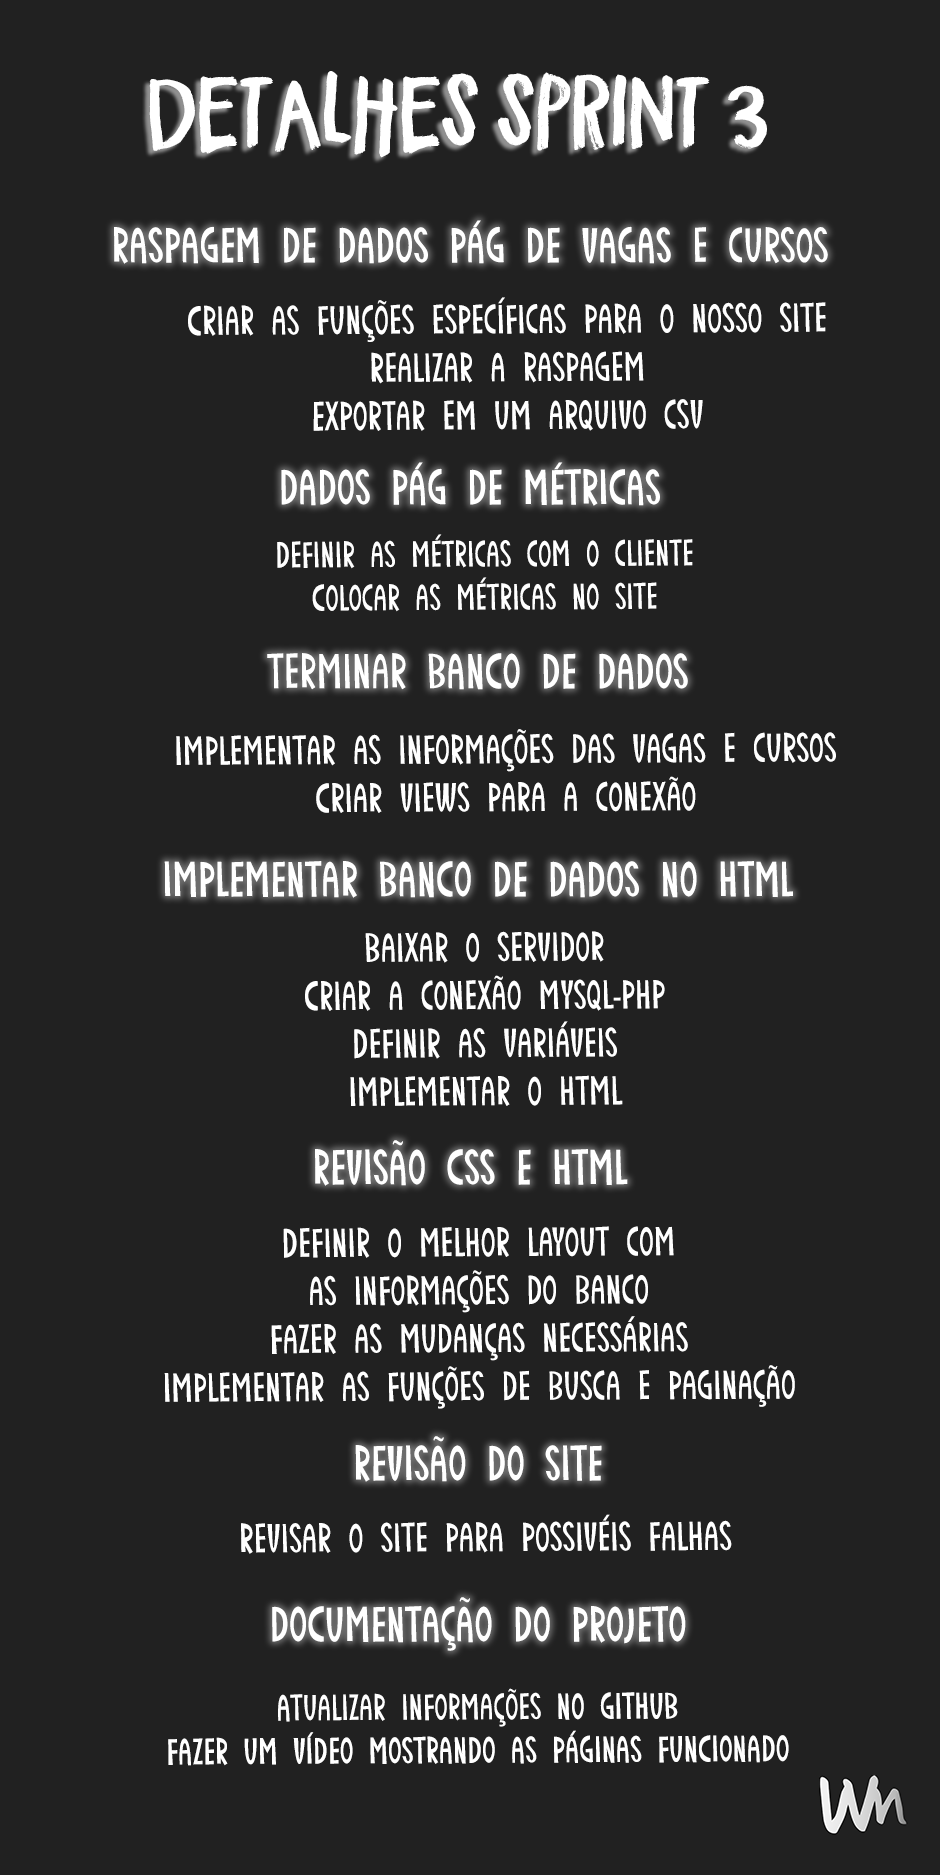 DETALHES SPRINT 3
RASPAGEM DE DADOS PÁG DE VAGAS E CURSOS
CRIAR AS FUNÇÕES ESPECÍFICAS PARA O NOSSO SITE
REALIZAR A RASPAGEM
EXPORTAR EM UM ARQUIVO CSV
DADOS PÁG DE MÉTRICAS
DEFINIR AS MÉTRICAS COM O CLIENTE
COLOCAR AS MÉTRICAS NO SITE
TERMINAR BANCO DE DADOS
IMPLEMENTAR AS INFORMAÇÕES DAS VAGAS E CURSOS
CRIAR VIEWS PARA A CONEXÃO
IMPLEMENTAR BANCO DE DADOS NO HTML
BAIXAR O SERVIDOR
CRIAR A CONEXÃO MYSQL-PHP
DEFINIR AS VARIÁVEIS
IMPLEMENTAR O HTML
REVISÃO CSS E HTML
DEFINIR O MELHOR LAYOUT COM
AS INFORMAÇÕES DO BANCO
FAZER AS MUDANÇAS NECESSÁRIAS
IMPLEMENTAR AS FUNÇÕES DE BUSCA E PAGINAÇÃO
REVISÃO DO SITE
REVISAR O SITE PARA POSSIVÉIS FALHAS
DOCUMENTAÇÃO DO PROJETO
ATUALIZAR INFORMAÇÕES NO GITHUB
FAZER UM VÍDEO MOSTRANDO AS PÁGINAS FUNCIONADO